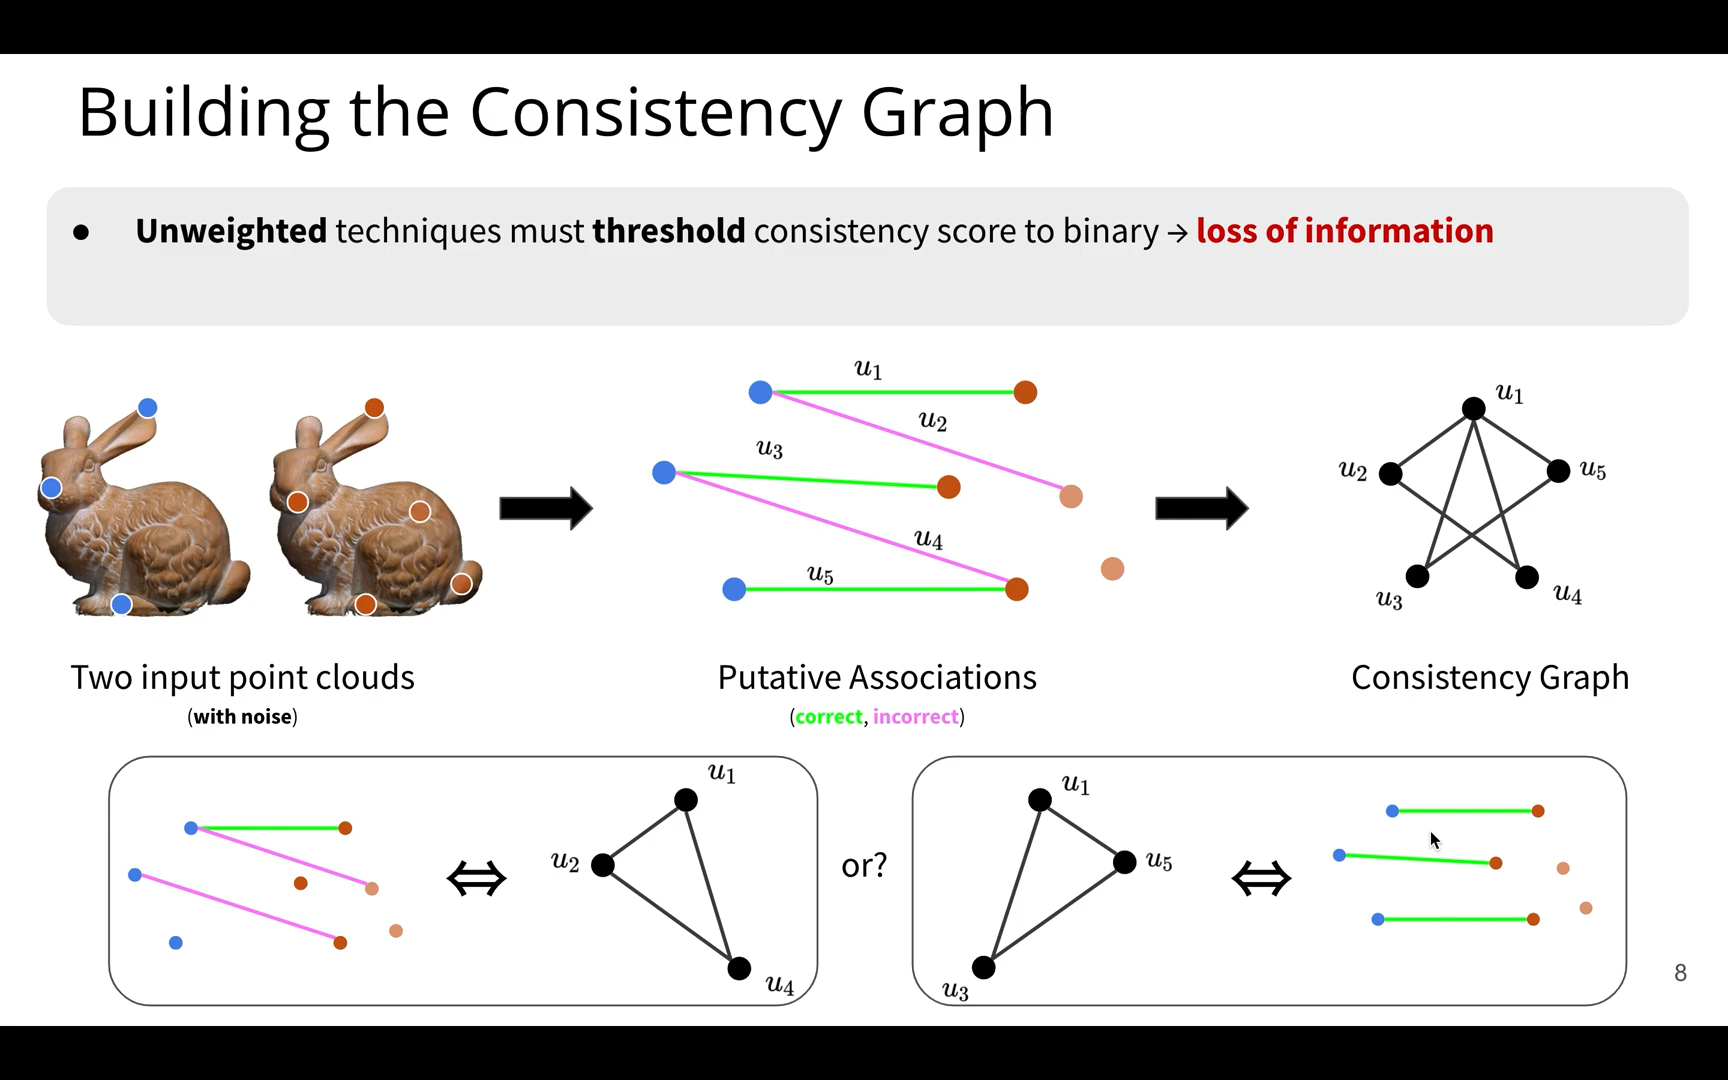 Building the Consistency Graph
● Unweighted techniques must threshold consistency score to binary → loss of information
u₁
u₂
u₃
u₄
u₅
u₁
u₂
u₅
u₃
u₄
Two input point clouds
(with noise)
Putative Associations
(correct, incorrect)
Consistency Graph
u₁
u₂
u₄
or?
u₁
u₅
u₃
8